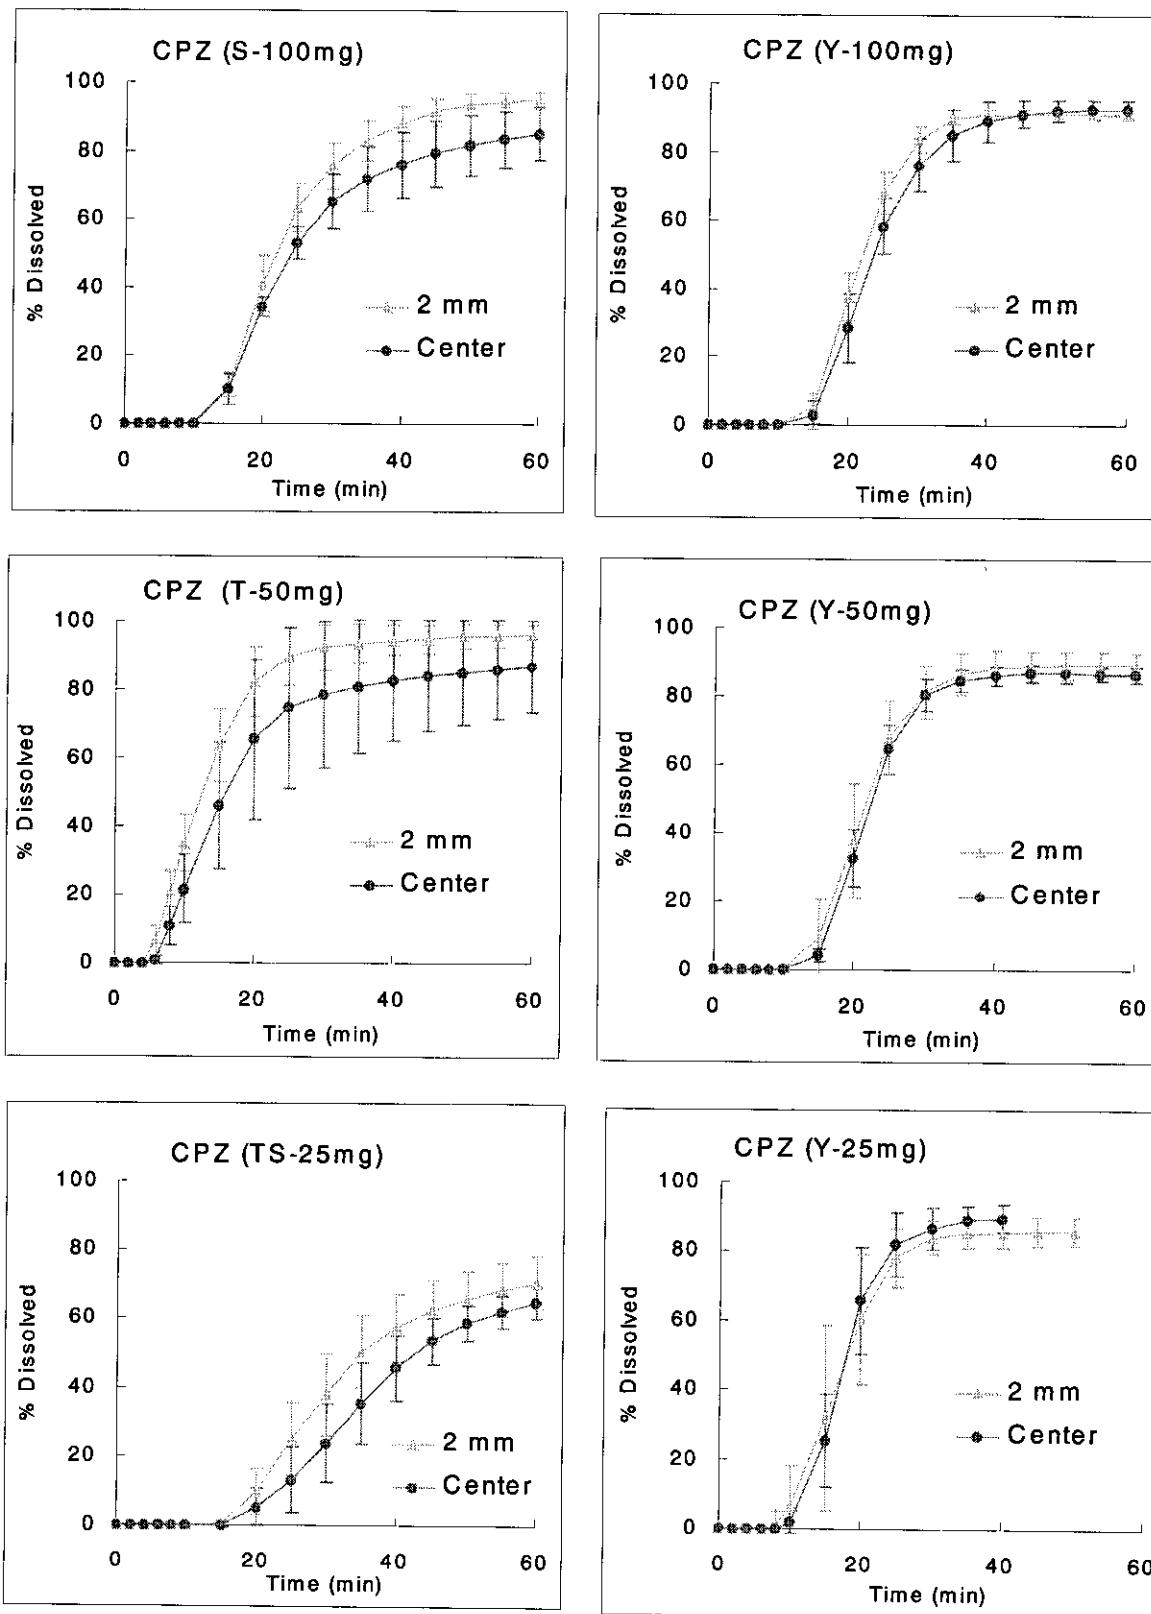 CPZ (S-100mg)
100
80
60
40
20
0
% Dissolved
2 mm
Center
0 20 40 60
Time (min)
CPZ (Y-100mg)
100
80
60
40
20
0
% Dissolved
2 mm
Center
0 20 40 60
Time (min)
CPZ (T-50mg)
100
80
60
40
20
0
% Dissolved
2 mm
Center
0 20 40 60
Time (min)
CPZ (Y-50mg)
100
80
60
40
20
0
% Dissolved
2 mm
Center
0 20 40 60
Time (min)
CPZ (TS-25mg)
100
80
60
40
20
0
% Dissolved
2 mm
Center
0 20 40 60
Time (min)
CPZ (Y-25mg)
100
80
60
40
20
0
% Dissolved
2 mm
Center
0 20 40 60
Time (min)